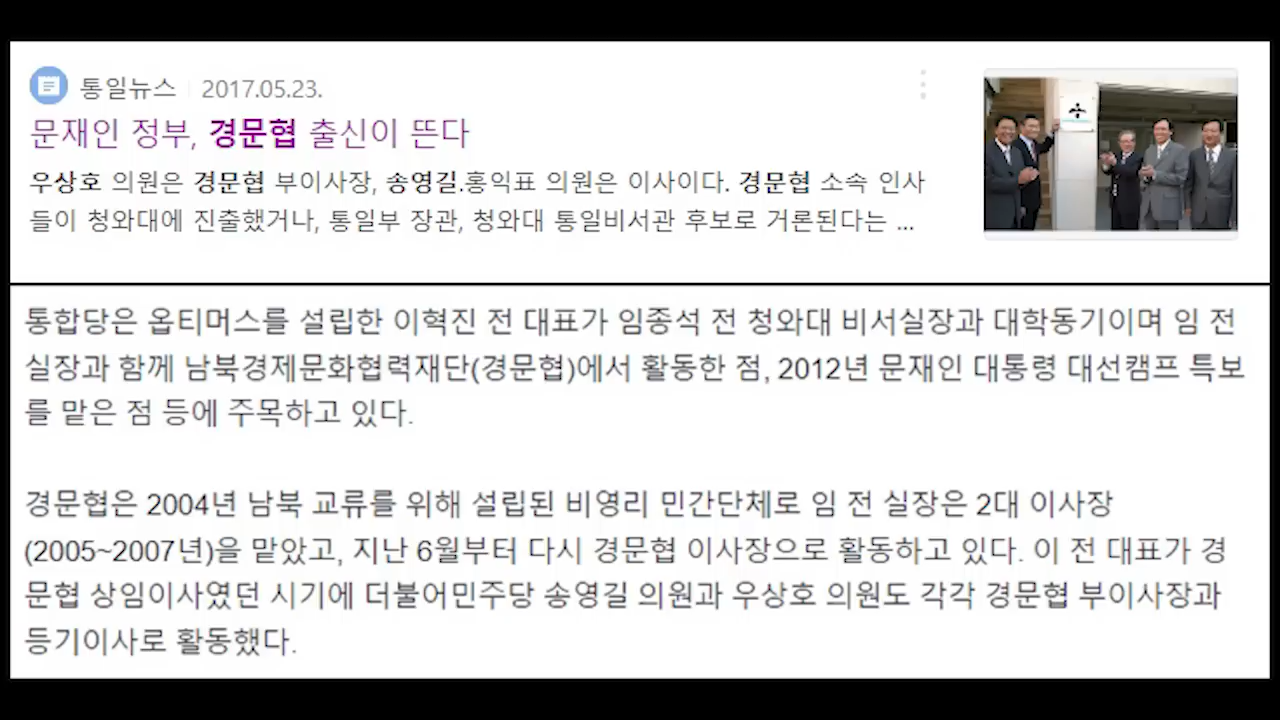 통일뉴스 2017.05.23.
문재인 정부, 경문협 출신이 뜬다
우상호 의원은 경문협 부이사장, 송영길.홍익표 의원은 이사이다. 경문협 소속 인사
들이 청와대에 진출했거나, 통일부 장관, 청와대 통일비서관 후보로 거론된다는 ...
통합당은 옵티머스를 설립한 이혁진 전 대표가 임종석 전 청와대 비서실장과 대학동기이며 임 전
실장과 함께 남북경제문화협력재단(경문협)에서 활동한 점, 2012년 문재인 대통령 대선캠프 특보
를 맡은 점 등에 주목하고 있다.
경문협은 2004년 남북 교류를 위해 설립된 비영리 민간단체로 임 전 실장은 2대 이사장
(2005~2007년)을 맡았고, 지난 6월부터 다시 경문협 이사장으로 활동하고 있다. 이 전 대표가 경
문협 상임이사였던 시기에 더불어민주당 송영길 의원과 우상호 의원도 각각 경문협 부이사장과
등기이사로 활동했다.